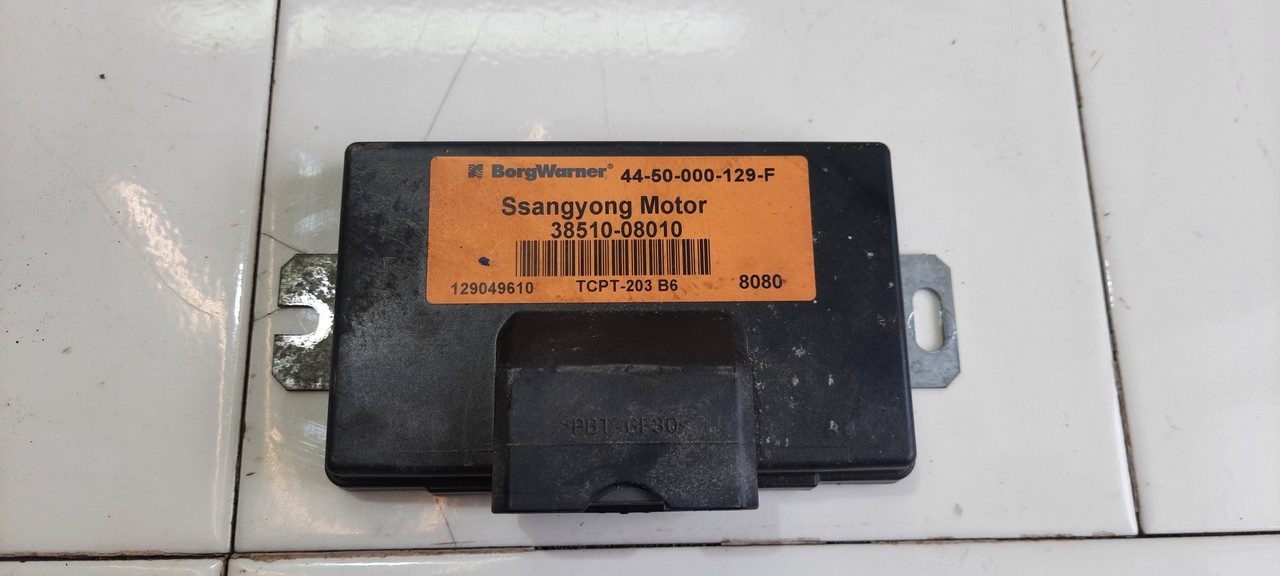 BorgWarner® 44-50-000-129-F
Ssangyong Motor
38510-08010
129049610 TCPT-203 B6 8080
>PBT-GF30<